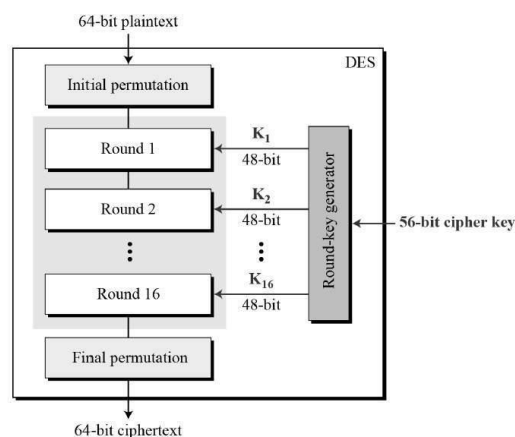 64-bit plaintext
DES
Initial permutation
Round 1
K1
48-bit
Round 2
K2
48-bit
Round-key generator
56-bit cipher key
Round 16
K16
48-bit
Final permutation
64-bit ciphertext